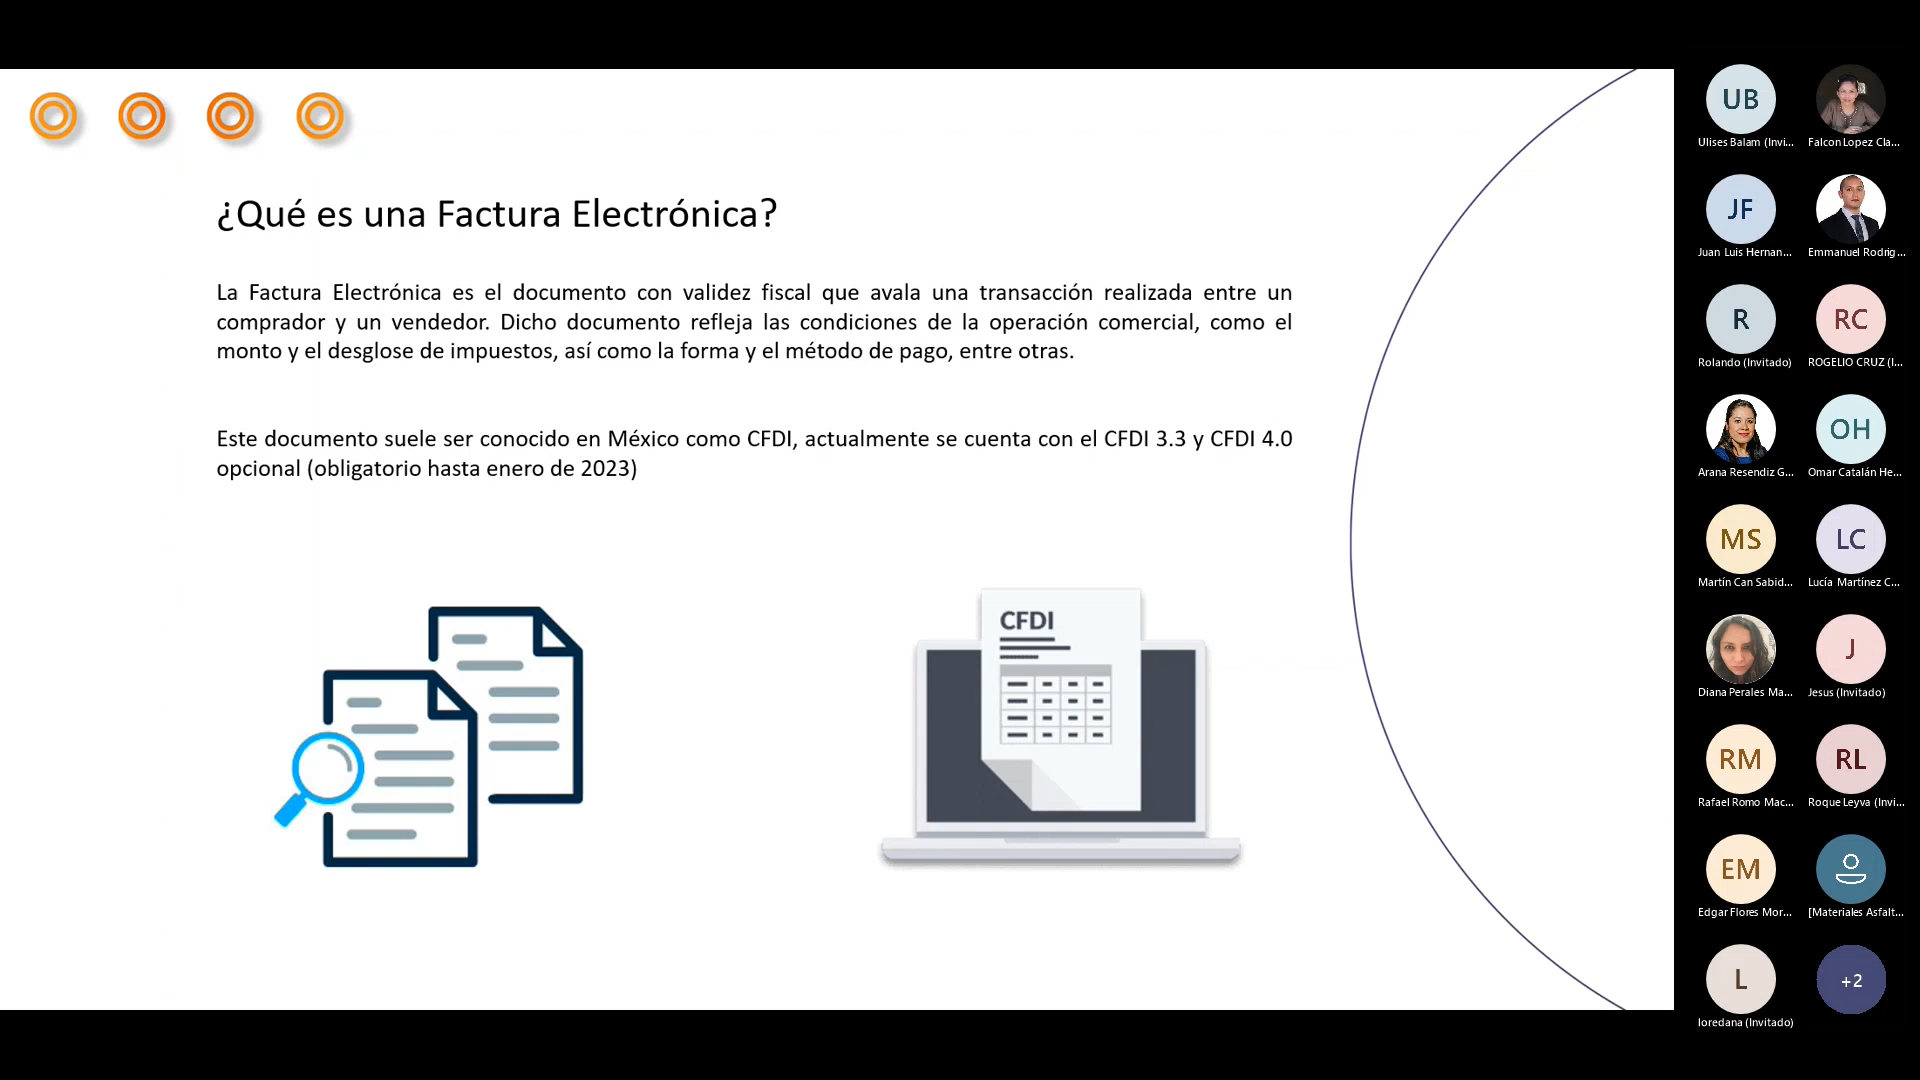 ¿Qué es una Factura Electrónica?
La Factura Electrónica es el documento con validez fiscal que avala una transacción realizada entre un
comprador y un vendedor. Dicho documento refleja las condiciones de la operación comercial, como el
monto y el desglose de impuestos, así como la forma y el método de pago, entre otras.
Este documento suele ser conocido en México como CFDI, actualmente se cuenta con el CFDI 3.3 y CFDI 4.0
opcional (obligatorio hasta enero de 2023)
CFDI
UB
Ulises Balam (Invi...
Falcon Lopez Cla...
JF
Juan Luis Hernan...
Emmanuel Rodrig...
R
Rolando (Invitado)
RC
ROGELIO CRUZ (I...
Arana Resendiz G...
OH
Omar Catalán He...
MS
Martín Can Sabid...
LC
Lucía Martínez C...
Diana Perales Ma...
J
Jesus (Invitado)
RM
Rafael Romo Mac...
RL
Roque Leyva (Invi...
EM
Edgar Flores Mor...
[Materiales Asfalt...
L
loredana (Invitado)
+2